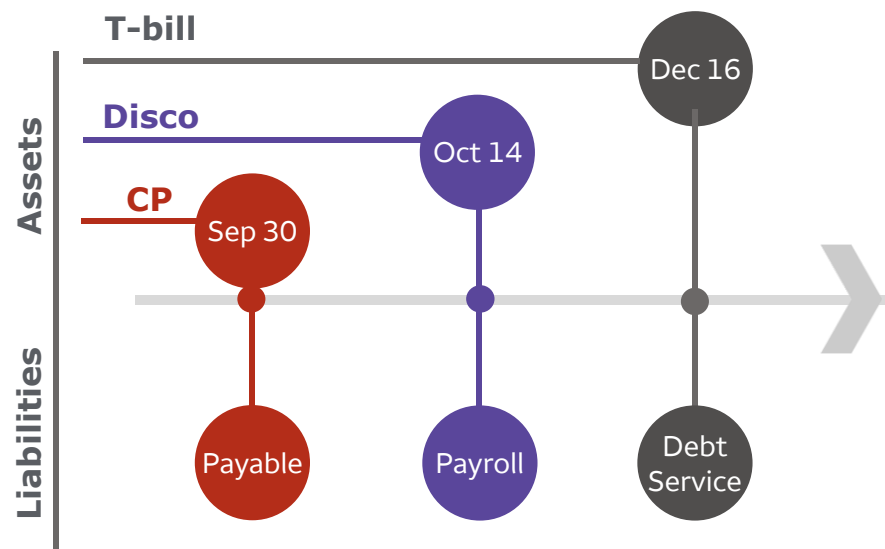 T-bill
Dec 16
Disco
Oct 14
CP
Sep 30
Assets
Liabilities
Payable
Payroll
Debt
Service